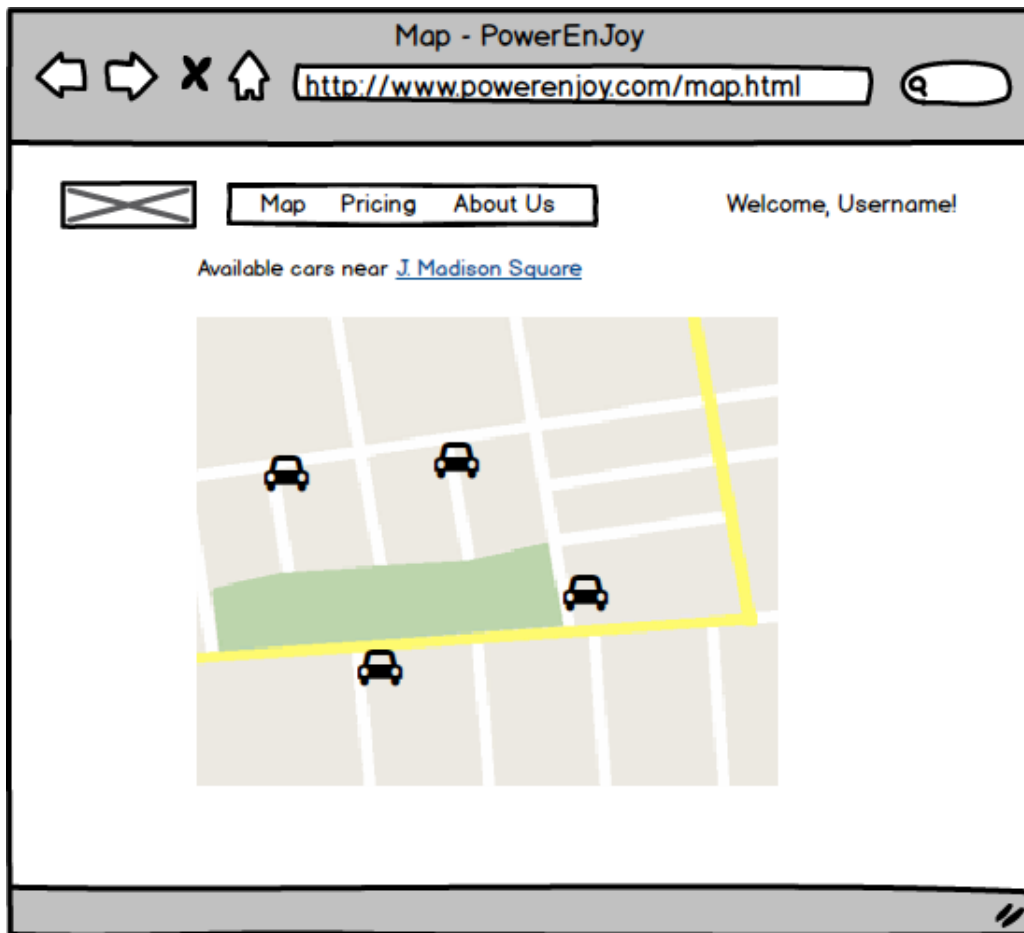 Map - PowerEnJoy
http://www.powerenjoy.com/map.html
Map Pricing About Us
Welcome, Username!
Available cars near J. Madison Square